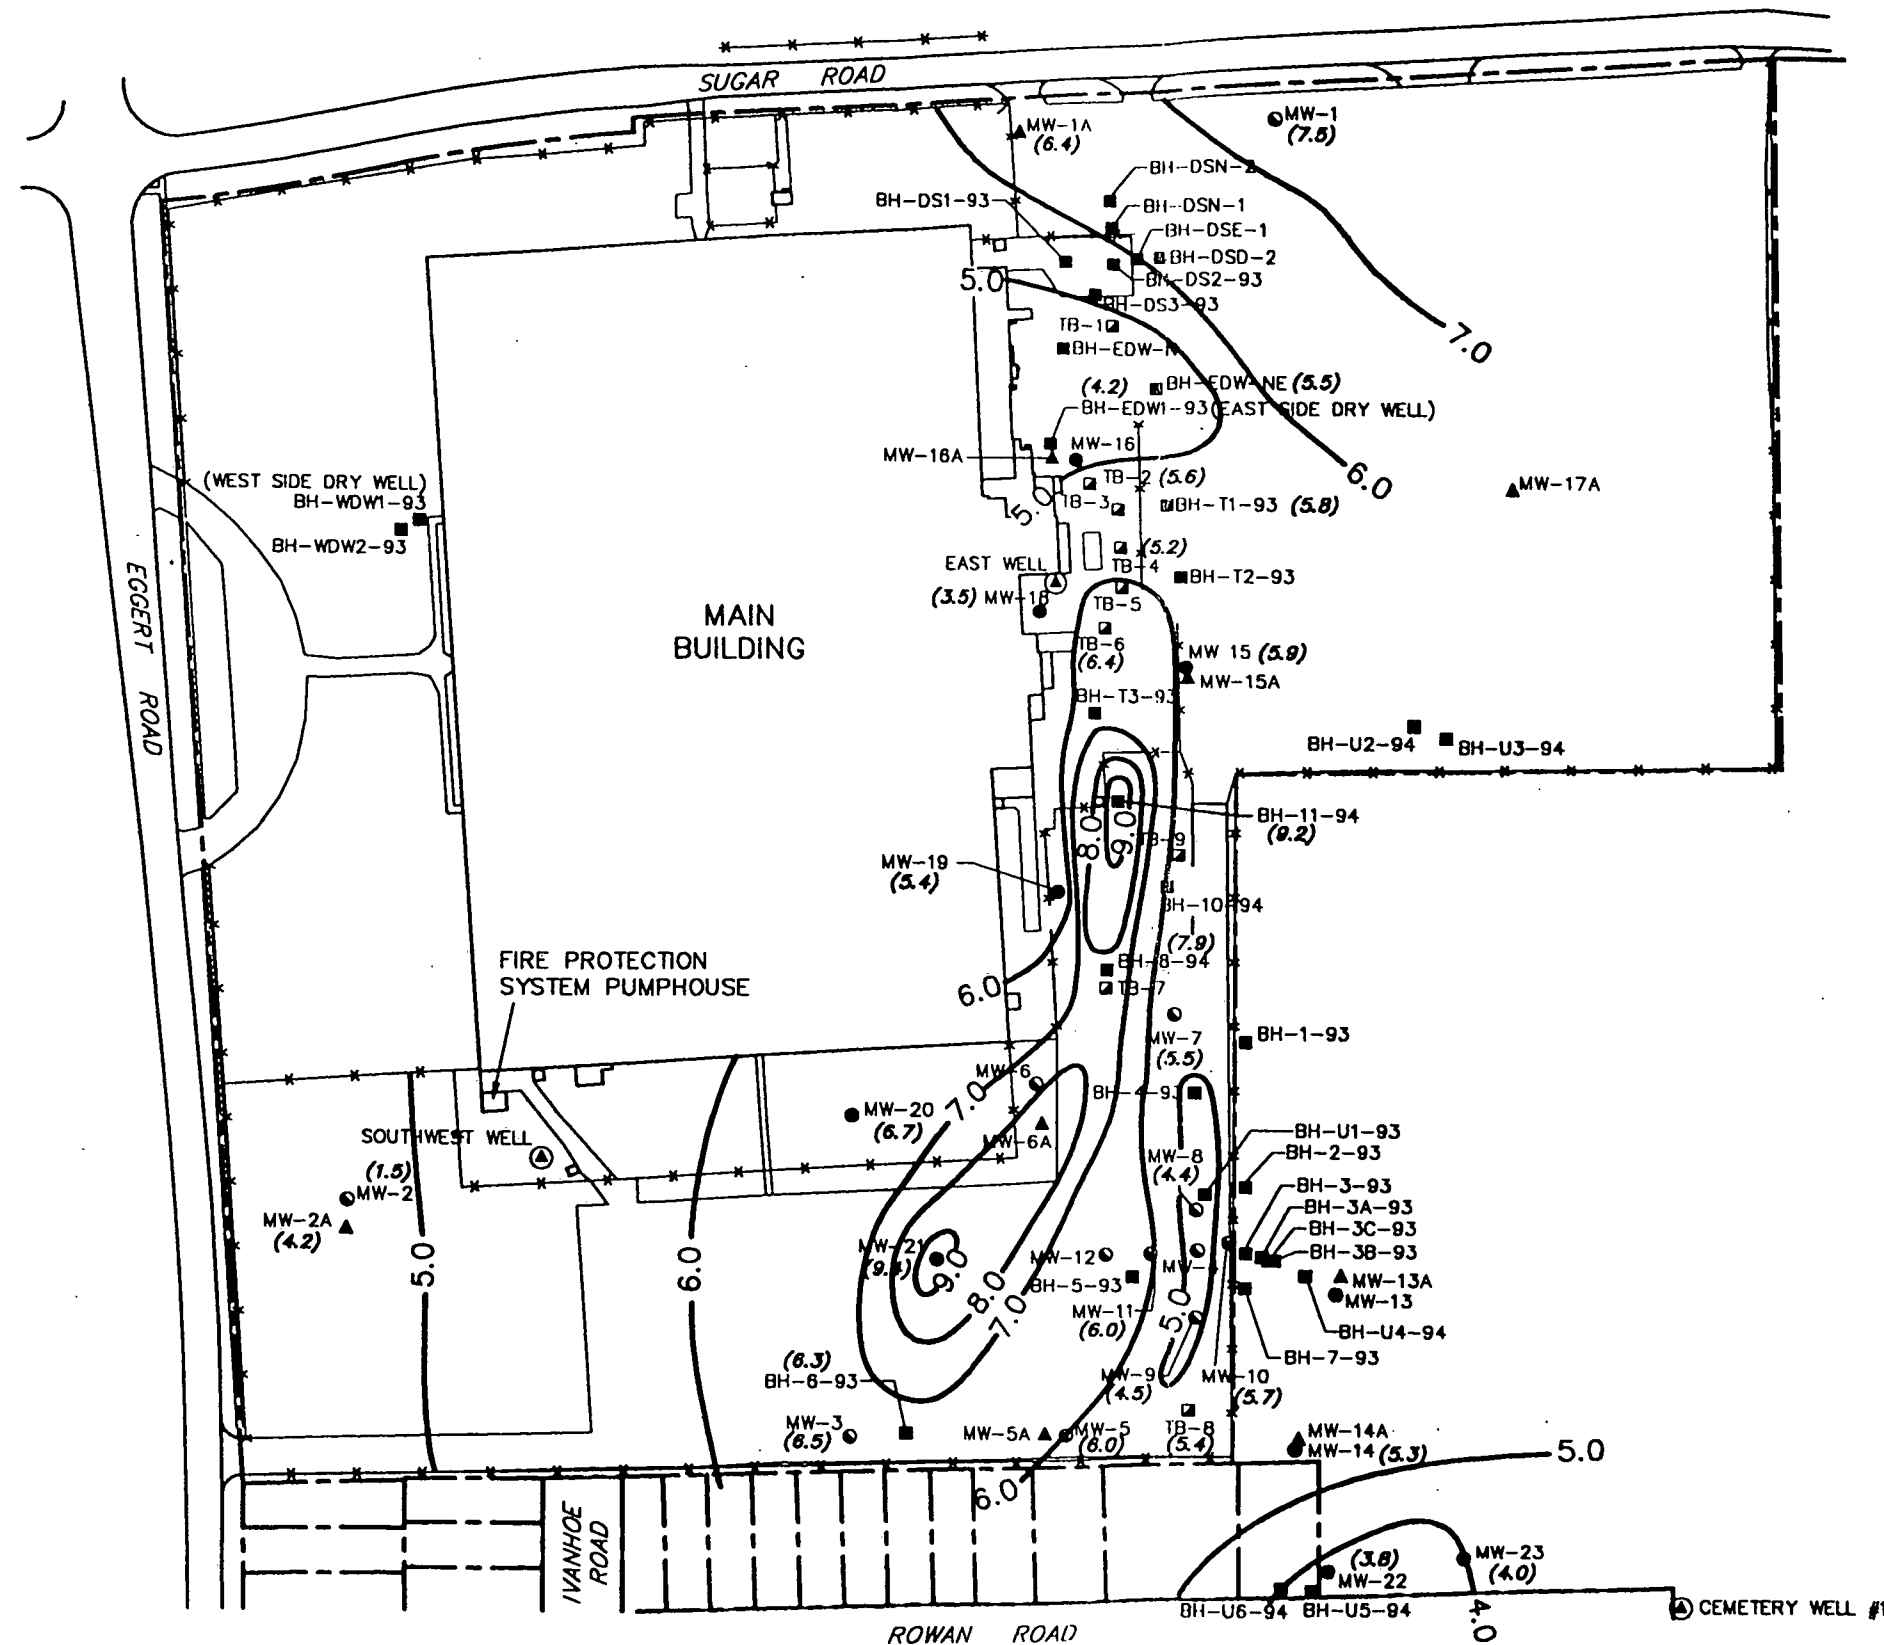 SUGAR ROAD
MW-1
(7.5)
MW-1A
(6.4)
BH-DSN-2
BH-DS1-93
BH-DSN-1
BH-DSE-1
BH-DSD-2
BH-DS2-93
5.0
BH-DS3-93
TB-1
7.0
BH-EDW-N
(4.2)
BH-EDW-NE (5.5)
BH-EDW1-93 (EAST SIDE DRY WELL)
MW-16
MW-16A
6.0
(WEST SIDE DRY WELL)
BH-WDW1-93
BH-WDW2-93
TB-2 (5.6)
TB-3
5.0
BH-T1-93 (5.8)
MW-17A
(5.2)
TB-4
EAST WELL
BH-T2-93
(3.5) MW-18
TB-5
EGGERT ROAD
MAIN
BUILDING
TB-6
(6.4)
MW 15 (5.9)
MW-15A
BH-T3-93
BH-U2-94
BH-U3-94
BH-11-94
(9.2)
8.0
9.0
TB-9
MW-19
(5.4)
BH-10-94
(7.9)
BH-8-94
TB-7
FIRE PROTECTION
SYSTEM PUMPHOUSE
6.0
MW-7
(5.5)
BH-1-93
MW-6
BH-4-93
7.0
MW-20
(6.7)
MW-6A
SOUTHWEST WELL
BH-U1-93
BH-2-93
MW-8
(4.4)
(1.5)
MW-2
MW-2A
(4.2)
BH-3-93
BH-3A-93
BH-3C-93
BH-3B-93
5.0
6.0
MW-21
(9.4)
9.0
8.0
7.0
MW-12
BH-5-93
MW-4
MW-13A
MW-13
MW-11
(6.0)
5.0
BH-U4-94
BH-7-93
(6.3)
BH-6-93
MW-9
(4.5)
MW-10
(5.7)
MW-3
(6.5)
MW-5A
MW-5
(6.0)
TB-8
(5.4)
MW-14A
MW-14 (5.3)
5.0
6.0
IVANHOE
ROAD
(3.8)
MW-22
MW-23
(4.0)
BH-U6-94
BH-U5-94
4.0
CEMETERY WELL #1
ROWAN ROAD